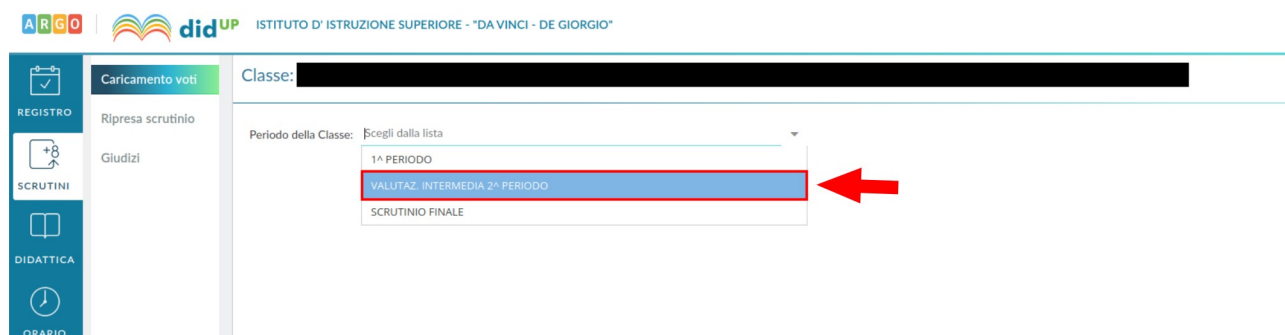 ARGO didUP ISTITUTO D' ISTRUZIONE SUPERIORE - "DA VINCI - DE GIORGIO"
REGISTRO
+8
SCRUTINI
DIDATTICA
ORARIO
Caricamento voti
Ripresa scrutinio
Giudizi
Classe:
Periodo della Classe: Scegli dalla lista
1^ PERIODO
VALUTAZ. INTERMEDIA 2^ PERIODO
SCRUTINIO FINALE